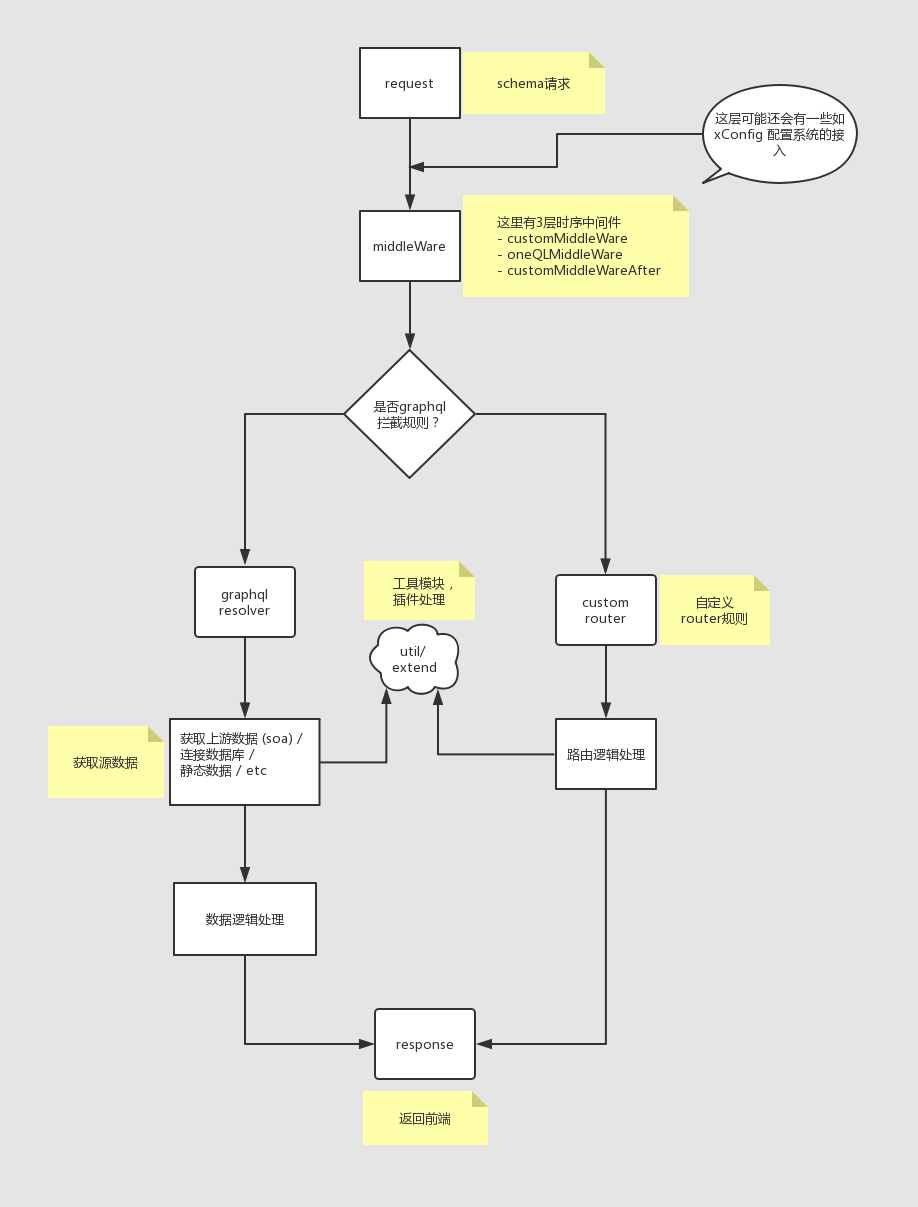 request
schema请求
这层可能还会有一些如
xConfig 配置系统的接
入
middleWare
这里有3层时序中间件
- customMiddleWare
- oneQLMiddleWare
- customMiddleWareAfter
是否graphql
拦截规则？
graphql
resolver
工具模块，
插件处理
custom
router
自定义
router规则
util/
extend
获取源数据
获取上游数据 (soa) /
连接数据库 /
静态数据 / etc
路由逻辑处理
数据逻辑处理
response
返回前端